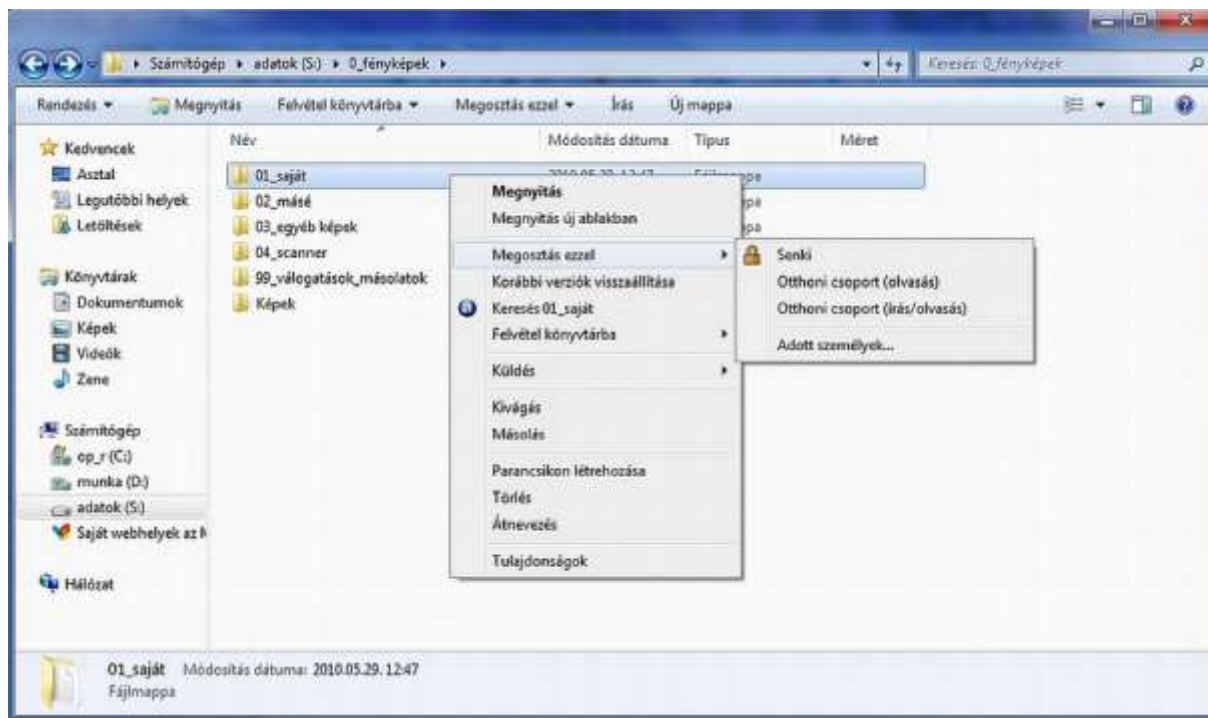 Számítógép ▸ adatok (S:) ▸ 0_fényképek ▸
Keresés: 0_fényképek
Rendezés Megnyitás Felvétel könyvtárba Megosztás ezzel Írás Új mappa
Név Módosítás dátuma Típus Méret
Kedvencek
Asztal
Legutóbbi helyek
Letöltések
Könyvtárak
Dokumentumok
Képek
Videók
Zene
Számítógép
op_r (C:)
munka (D:)
adatok (S:)
Saját webhelyek az
Hálózat
01_saját
02_másé
03_egyéb képek
04_scanner
99_válogatások_másolatok
Képek
Megnyitás
Megnyitás új ablakban
Megosztás ezzel
Korábbi verziók visszaállítása
Keresés 01_saját
Felvétel könyvtárba
Küldés
Kivágás
Másolás
Parancsikon létrehozása
Törlés
Átnevezés
Tulajdonságok
Senki
Otthoni csoport (olvasás)
Otthoni csoport (írás/olvasás)
Adott személyek...
01_saját Módosítás dátuma: 2010.05.29. 12:47
Fájlmappa